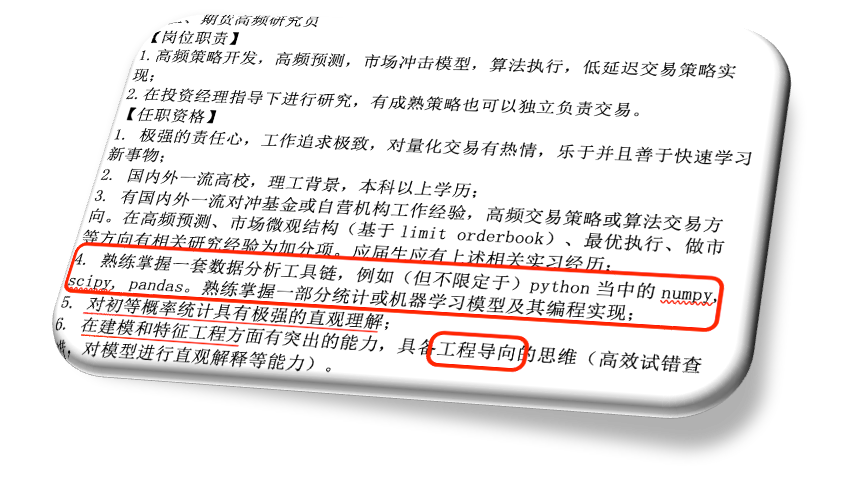 、期货高频研究员
【岗位职责】
1.高频策略开发，高频预测，市场冲击模型，算法执行，低延迟交易策略实
现；
2.在投资经理指导下进行研究，有成熟策略也可以独立负责交易。
【任职资格】
1. 极强的责任心，工作追求极致，对量化交易有热情，乐于并且善于快速学习
新事物；
2. 国内外一流高校，理工背景，本科以上学历；
3. 有国内外一流对冲基金或自营机构工作经验，高频交易策略或算法交易方
向。在高频预测、市场微观结构（基于 limit orderbook）、最优执行、做市
等方向有相关研究经验为加分项。应届生应有上述相关实习经历；
4. 熟练掌握一套数据分析工具链，例如（但不限定于）python 当中的 numpy,
scipy, pandas。熟练掌握一部分统计或机器学习模型及其编程实现；
5. 对初等概率统计具有极强的直观理解；
6. 在建模和特征工程方面有突出的能力，具备工程导向的思维（高效试错查
，对模型进行直观解释等能力）。